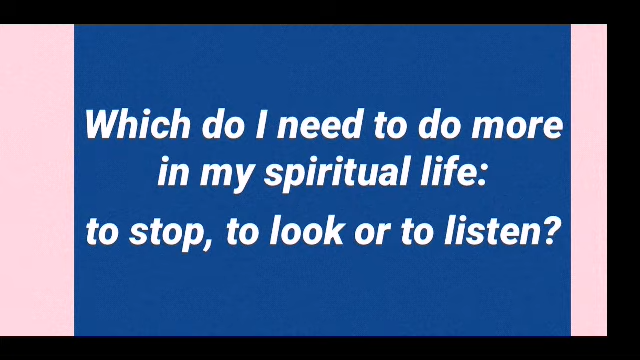 Which do I need to do more
in my spiritual life:
to stop, to look or to listen?